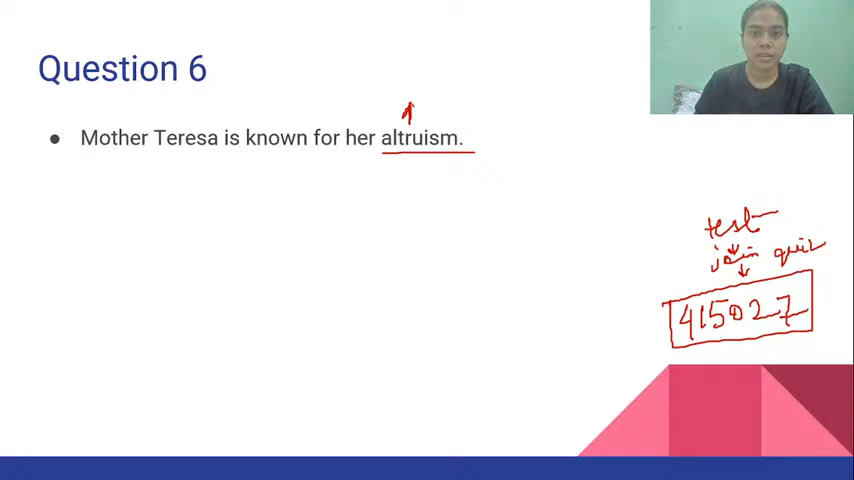 Question 6
● Mother Teresa is known for her altruism.
test
join quiz
415027